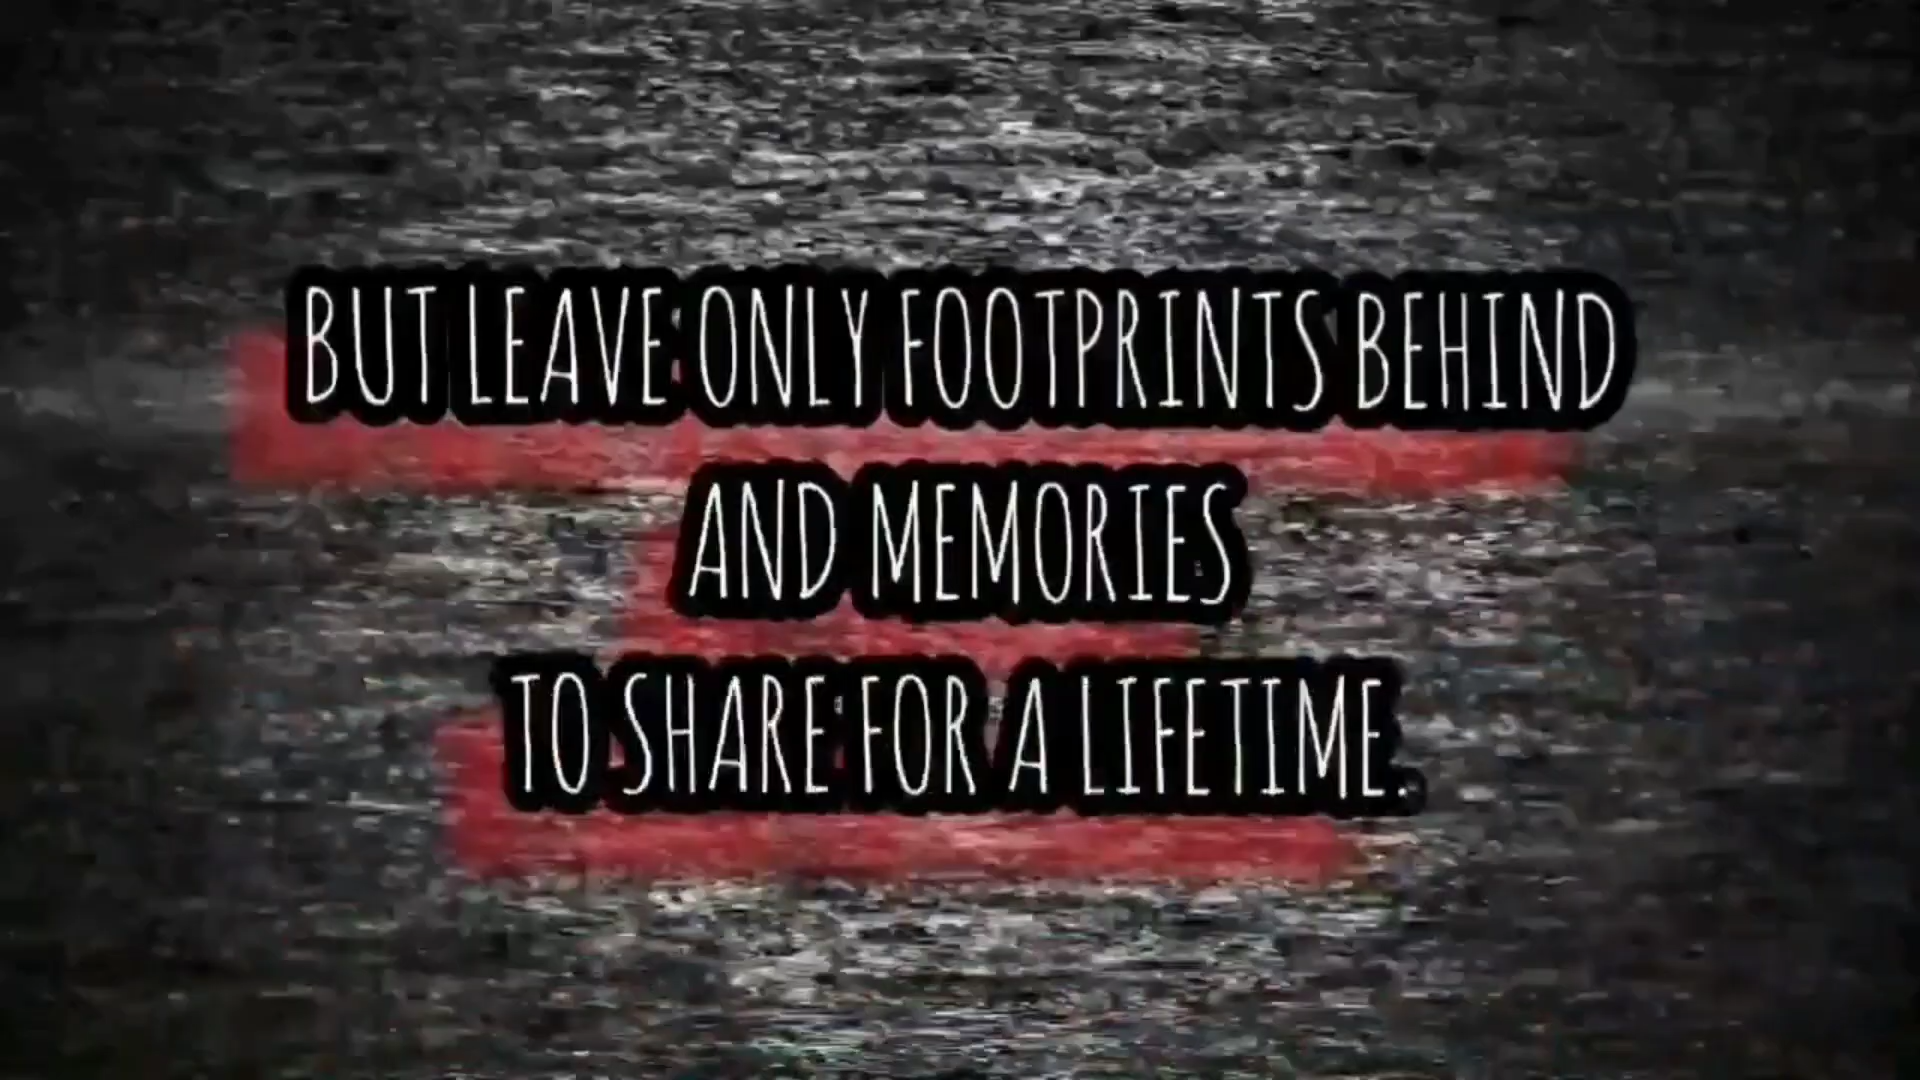 BUT LEAVE ONLY FOOTPRINTS BEHIND
AND MEMORIES
TO SHARE FOR A LIFETIME.